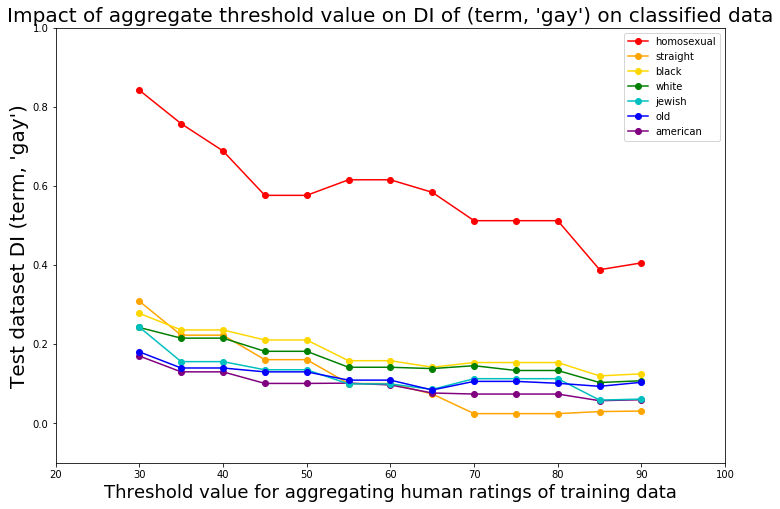 Impact of aggregate threshold value on DI of (term, 'gay') on classified data
1.0
0.8
0.6
0.4
0.2
0.0
Test dataset DI (term, 'gay')
homosexual
straight
black
white
jewish
old
american
20
30
40
50
60
70
80
90
100
Threshold value for aggregating human ratings of training data